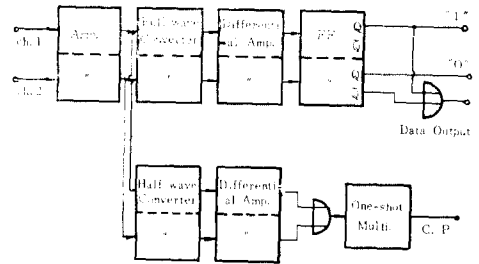 "1"
ch.1
Amp.
Half wave
Converter
Differenti
al Amp.
FF
"0"
ch.2
"
"
"
"
Data Output
Half wave
Converter
Differenti
al Amp.
One-shot
Multi.
"
"
C. P